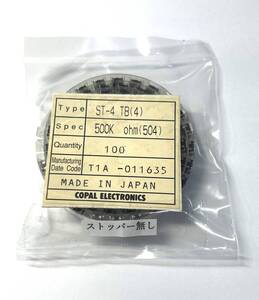 Type ST-4 TB(4)
Spec 500K ohm(504)
Quantity 100
Manufacturing
Date Code T1A -011635
MADE IN JAPAN
COPAL ELECTRONICS
ストッパー無し